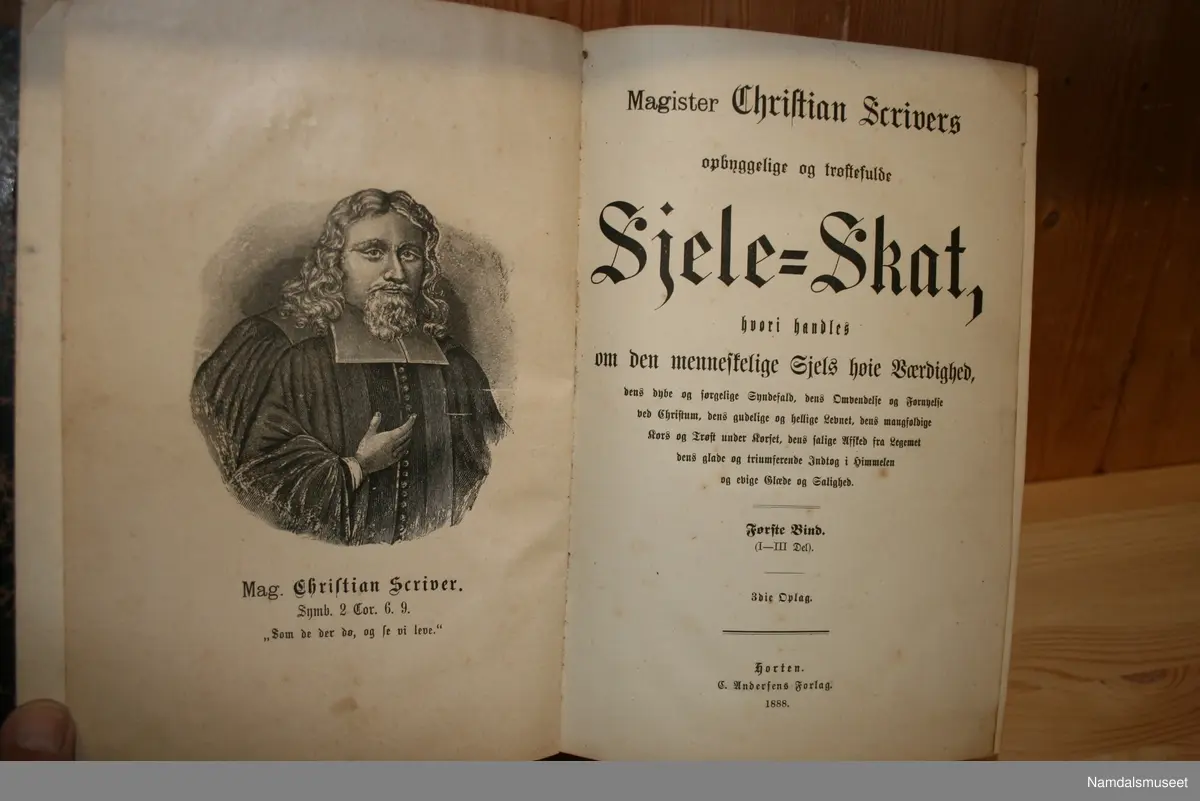 Mag. Christian Scriver.
Symb. 2 Cor. 6. 9.
„Som de der dø, og se vi leve.“
Magister Christian Scrivers
opbyggelige og trøstefulde
Sjele=Skat,
hvori handles
om den menneskelige Sjels høie Værdighed,
dens dybe og sørgelige Syndefald, dens Omvendelse og Fornyelse
ved Christum, dens gudelige og hellige Levnet, dens mangfoldige
Kors og Trøst under Korset, dens salige Afsked fra Legemet
dens glade og triumferende Indtog i Himmelen
og evige Glæde og Salighed.
Første Bind.
(I—III Del).
3die Oplag.
Horten.
C. Andersens Forlag.
1888.
Namdalsmuseet